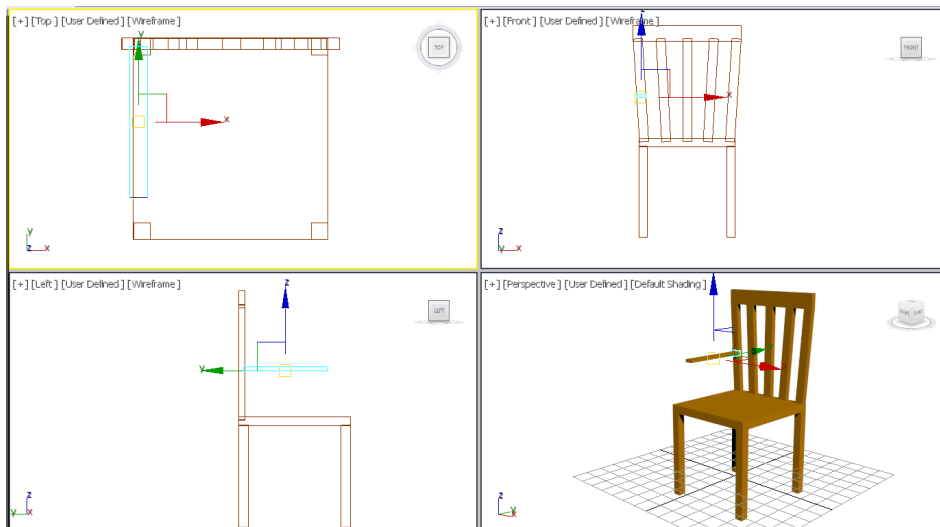 [+] [Top] [User Defined] [Wireframe]
y
x
TOP
y
z x
[+] [Front] [User Defined] [Wireframe]
z
x
FRONT
z
y x
[+] [Left] [User Defined] [Wireframe]
z
y
LEFT
z
y x
[+] [Perspective] [User Defined] [Default Shading]
z
y
x
z
y
x